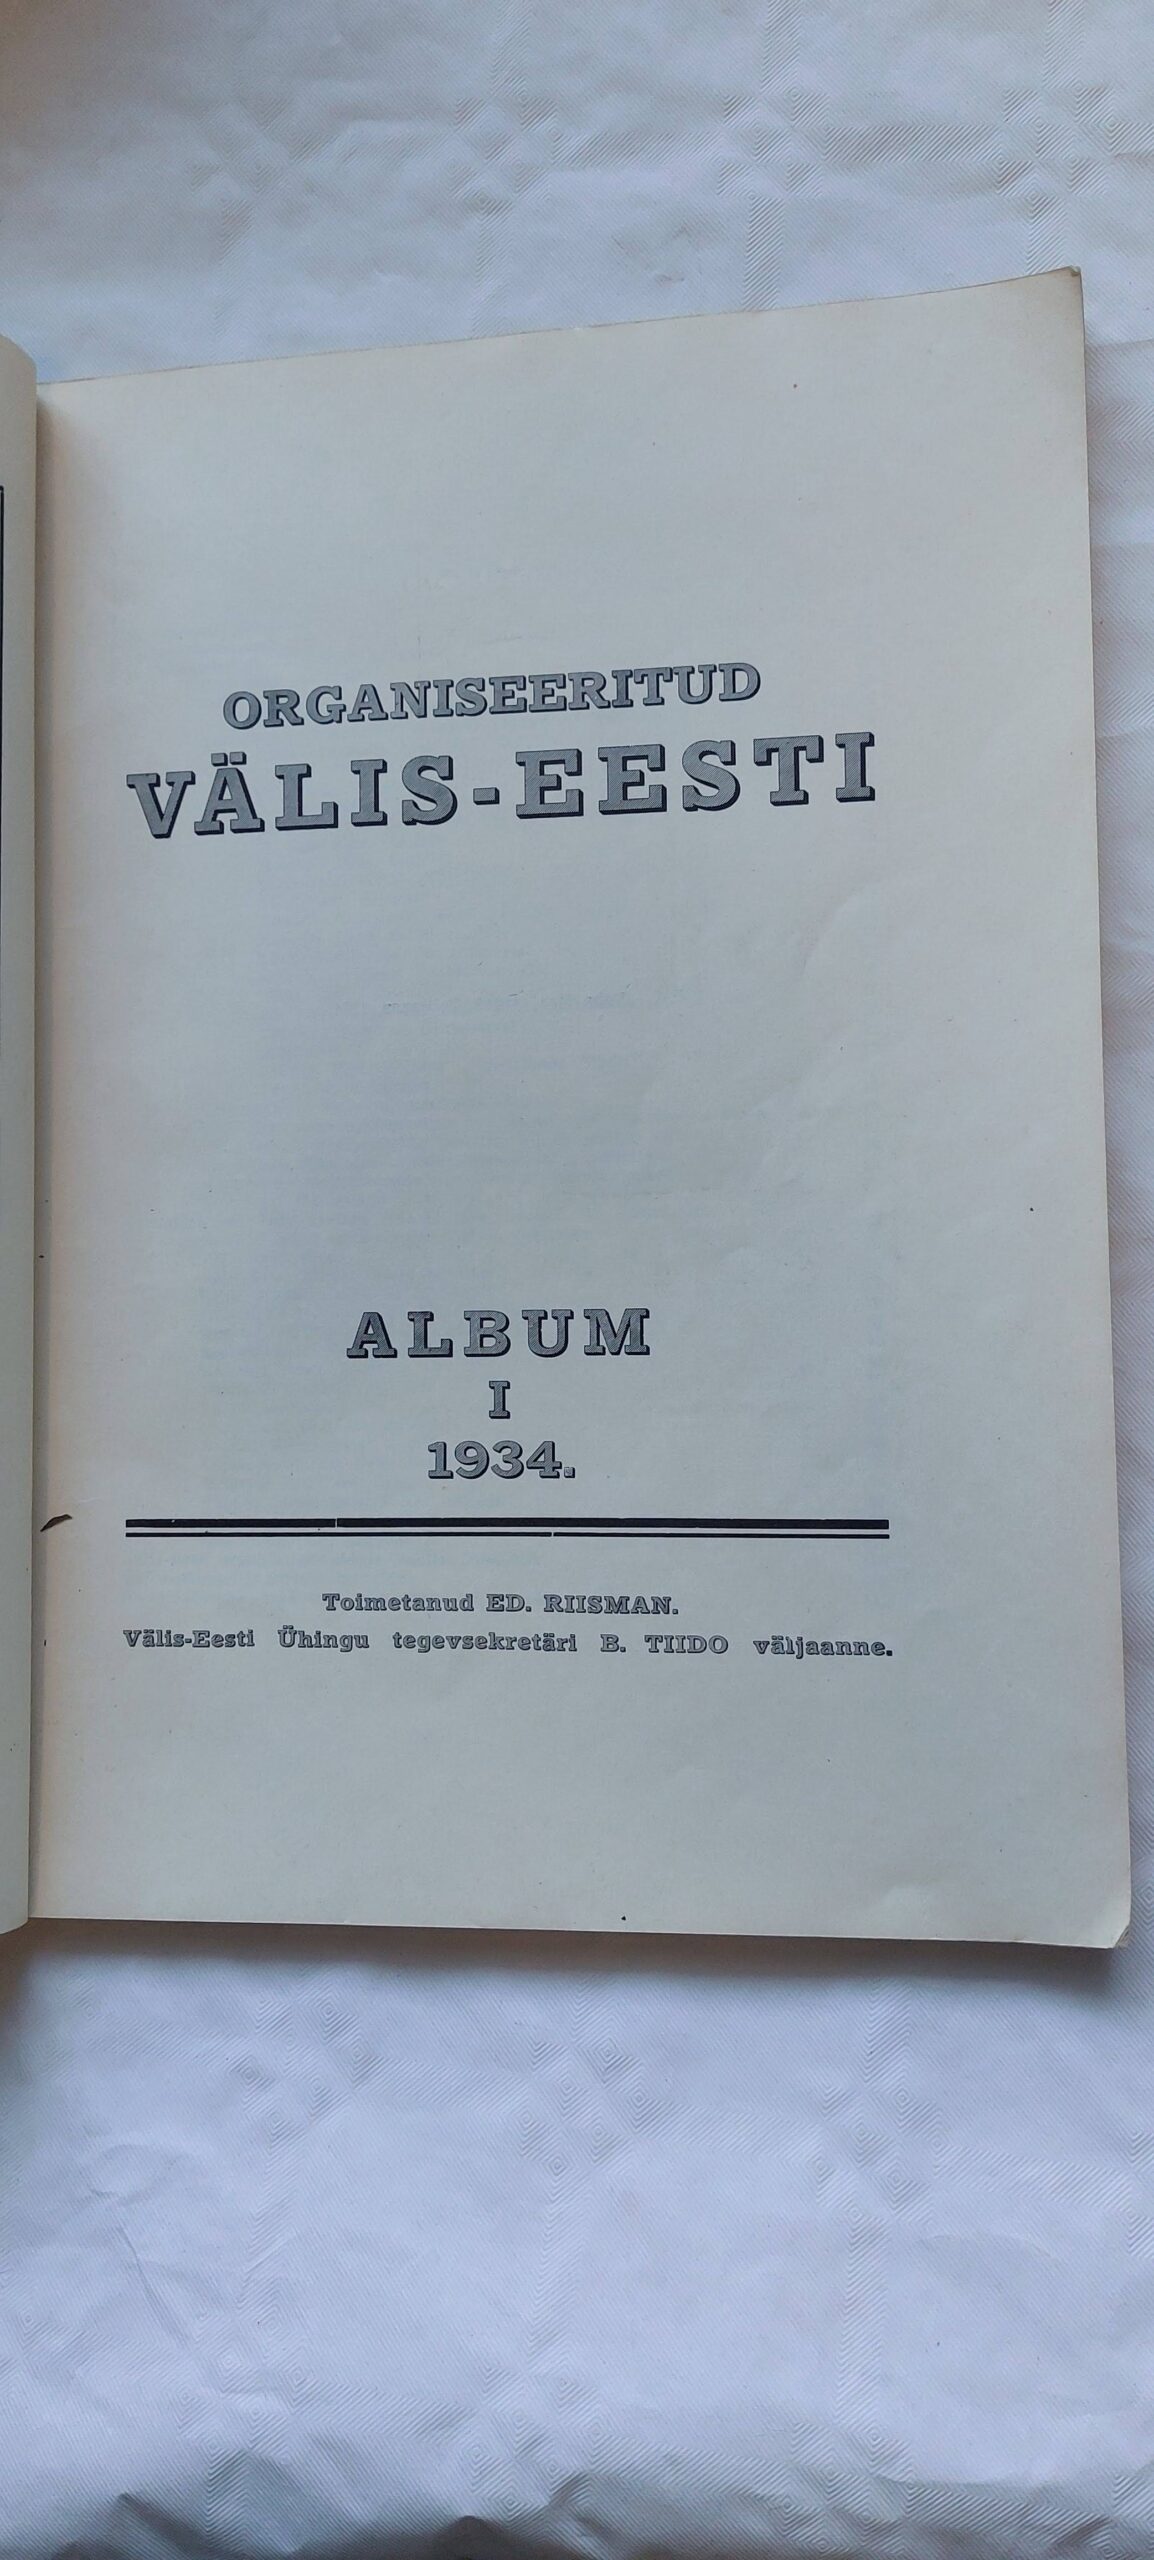 ORGANISEERITUD
VÄLIS-EESTI
ALBUM
I
1934.
Toimetanud ED. RIISMAN.
Välis-Eesti Ühingu tegevsekretäri B. TIIDO väljaanne.